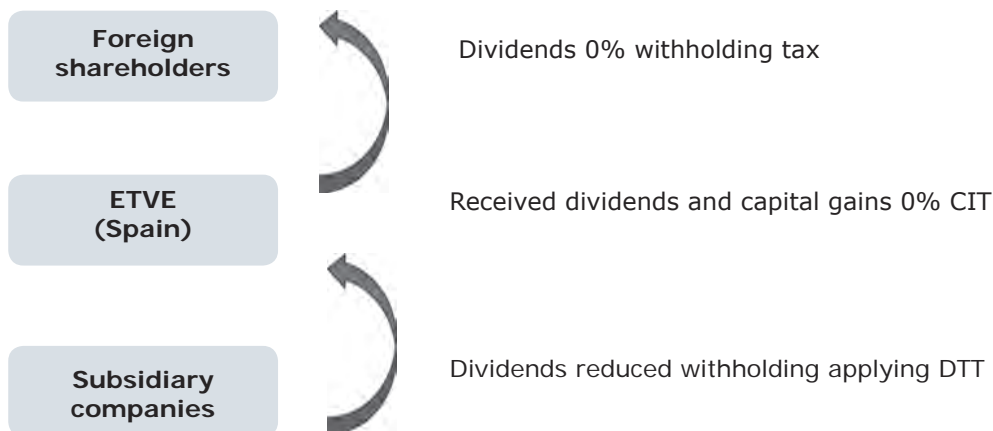 Foreign
shareholders
Dividends 0% withholding tax
ETVE
(Spain)
Received dividends and capital gains 0% CIT
Subsidiary
companies
Dividends reduced withholding applying DTT